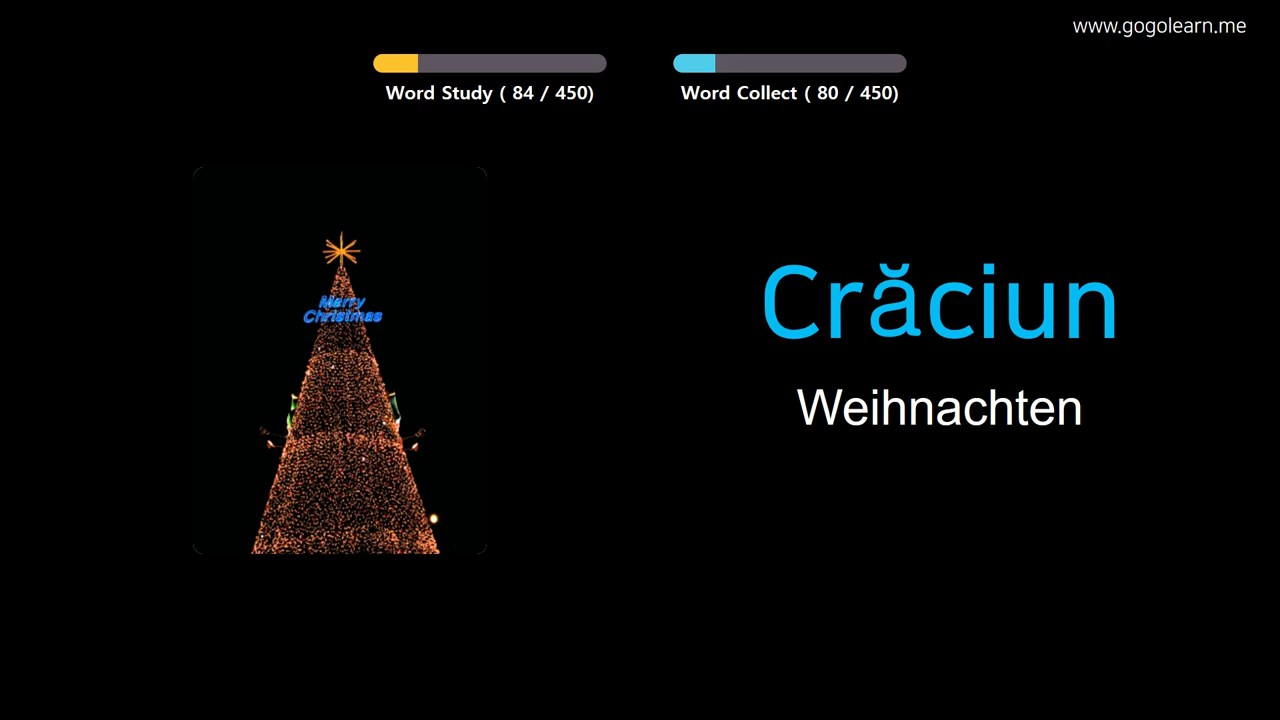 www.gogolearn.me
Word Study ( 84 / 450)
Word Collect ( 80 / 450)
Merry
Christmas
Crăciun
Weihnachten